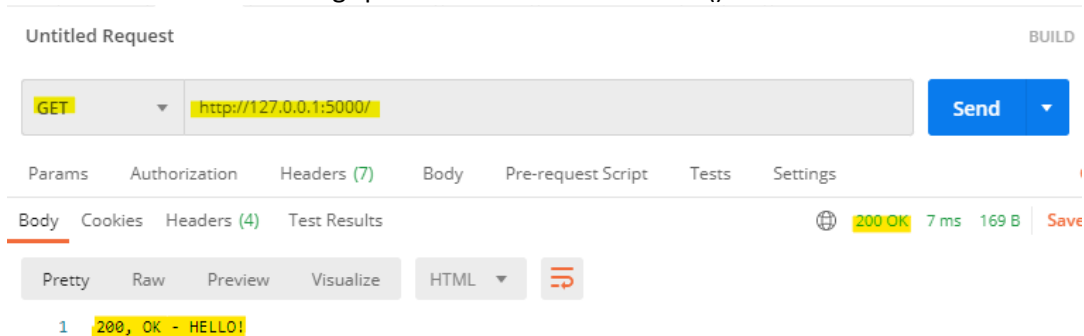 Untitled Request BUILD
GET http://127.0.0.1:5000/ Send
Params Authorization Headers (7) Body Pre-request Script Tests Settings
Body Cookies Headers (4) Test Results 200 OK 7 ms 169 B Save
Pretty Raw Preview Visualize HTML
1 200, OK - HELLO!